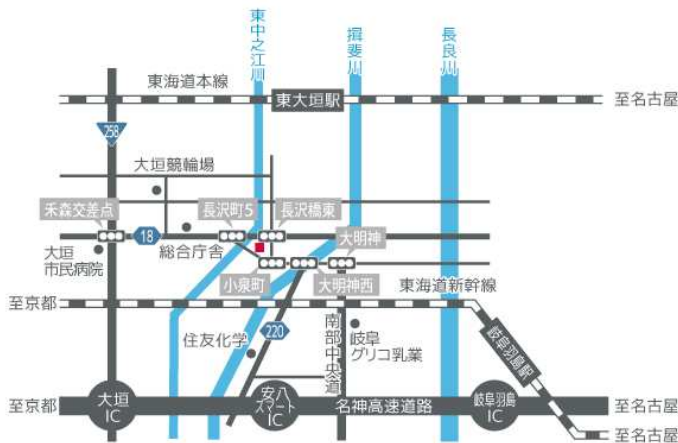 東中之江川
揖斐川
長良川
東海道本線
東大垣駅
至名古屋
258
大垣競輪場
禾森交差点
長沢町5
長沢橋東
18
総合庁舎
大明神
大垣
市民病院
小泉町
大明神西
東海道新幹線
至京都
220
住友化学
南部中央道
岐阜
グリコ乳業
岐阜羽島駅
至京都
大垣
IC
安八
スマート
IC
名神高速道路
岐阜羽島
IC
至名古屋
至名古屋